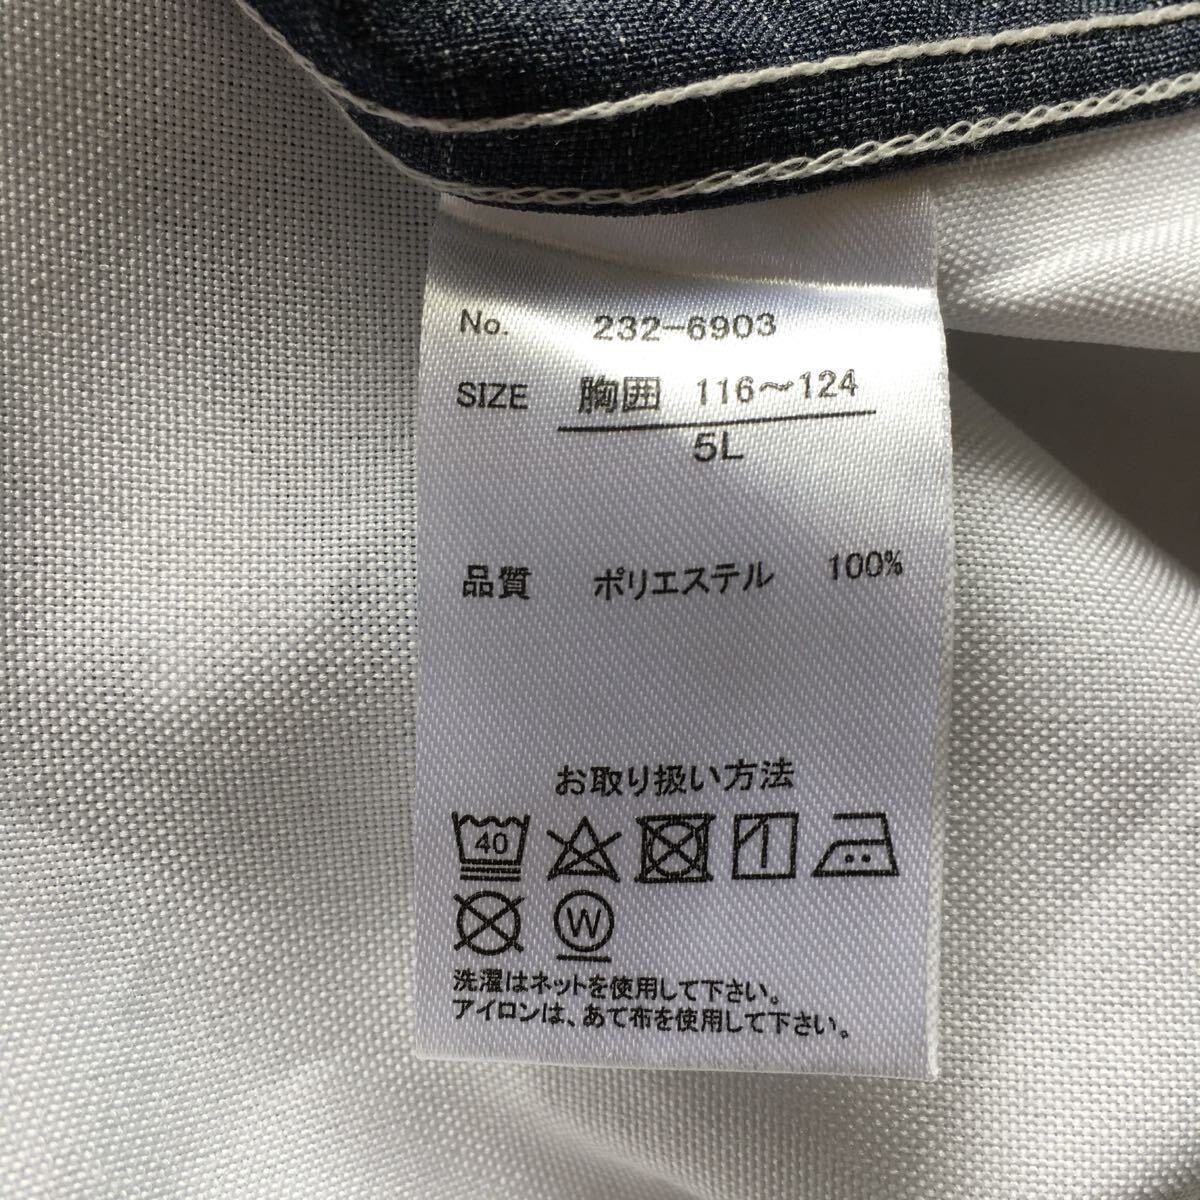 No. 232-6903
SIZE 胸囲 116～124
5L
品質 ポリエステル 100%
お取り扱い方法
40
W
洗濯はネットを使用して下さい。
アイロンは、あて布を使用して下さい。